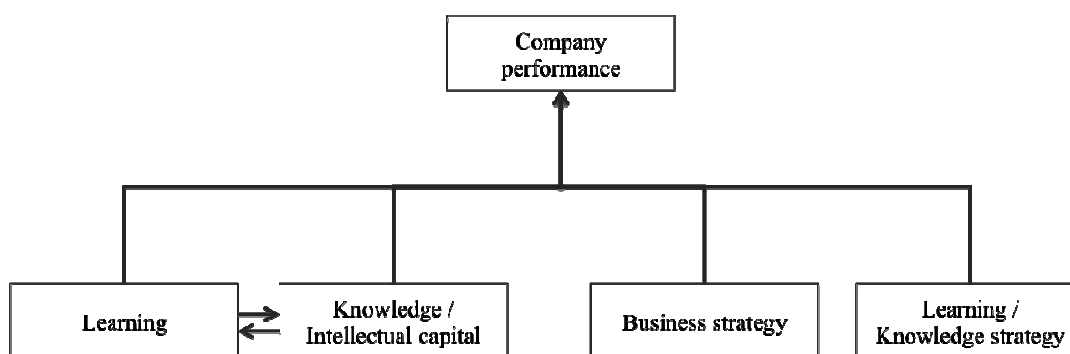 Company
performance
Learning
Knowledge /
Intellectual capital
Business strategy
Learning /
Knowledge strategy